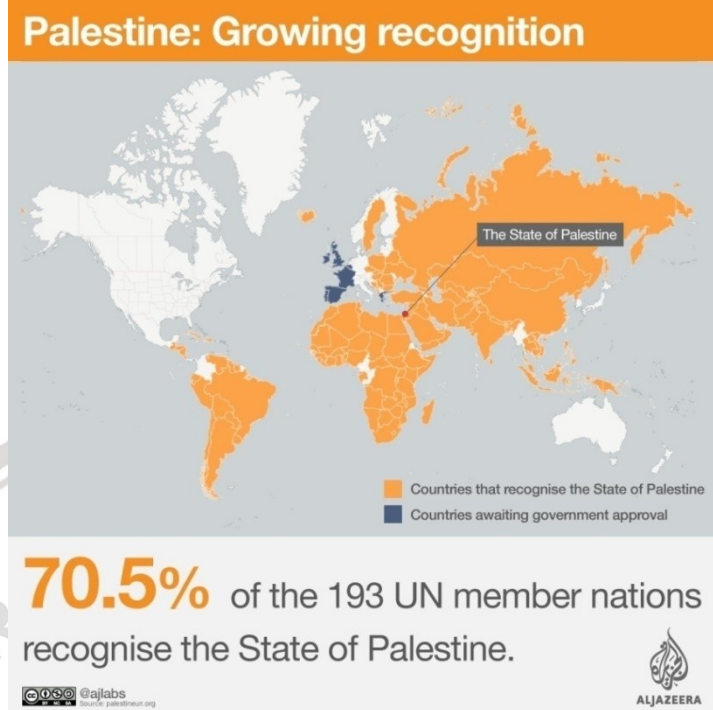 Palestine: Growing recognition
The State of Palestine
Countries that recognise the State of Palestine
Countries awaiting government approval
70.5% of the 193 UN member nations
recognise the State of Palestine.
@ajlabs
Source: palestineun.org
ALJAZEERA